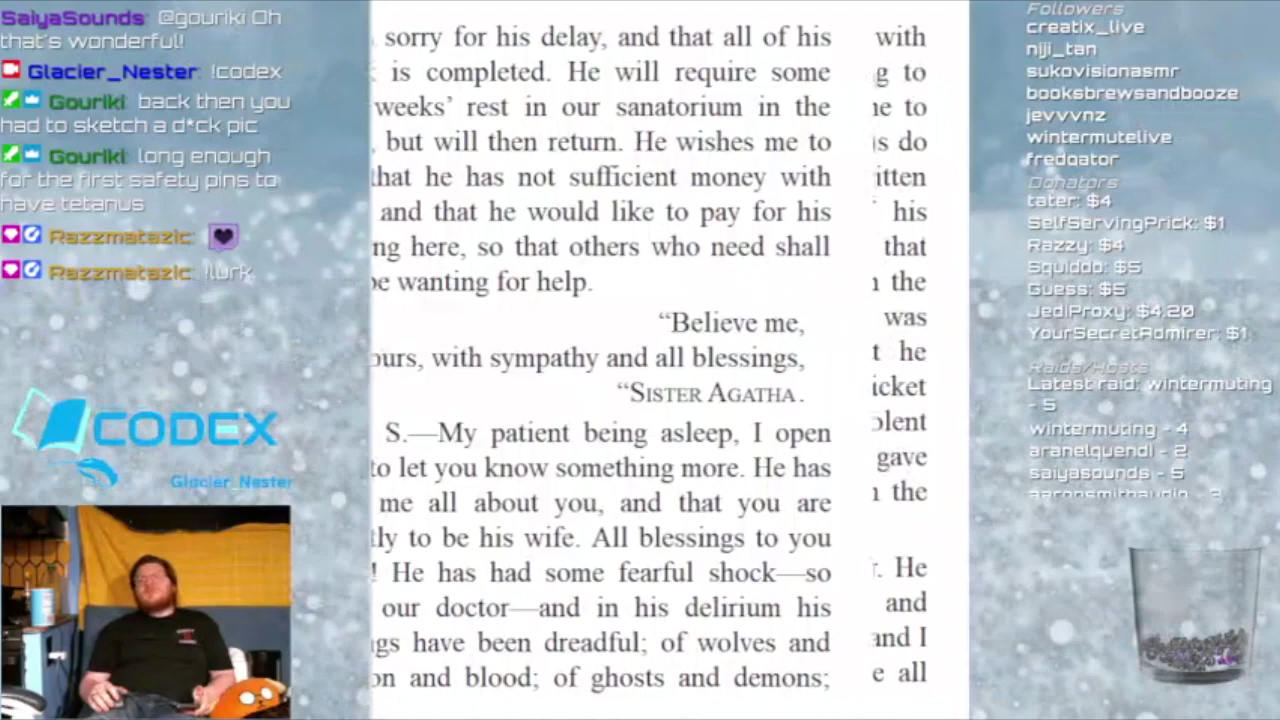 SaiyaSounds: @gouriki Oh
that's wonderful!
Glacier_Nester: !codex
Gouriki: back then you
had to sketch a d*ck pic
Gouriki: long enough
for the first safety pins to
have tetanus
Razzmatazic:
Razzmatazic: !lurk
CODEX
Glacier_Nester
sorry for his delay, and that all of his
is completed. He will require some
weeks' rest in our sanatorium in the
, but will then return. He wishes me to
that he has not sufficient money with
and that he would like to pay for his
ng here, so that others who need shall
be wanting for help.
“Believe me,
ours, with sympathy and all blessings,
“SISTER AGATHA.
S.—My patient being asleep, I open
to let you know something more. He has
me all about you, and that you are
tly to be his wife. All blessings to you
! He has had some fearful shock—so
our doctor—and in his delirium his
ngs have been dreadful; of wolves and
on and blood; of ghosts and demons;
with
g to
ne to
s do
itten
his
that
the
was
t he
icket
olent
gave
the
r. He
and
and I
e all
Followers
creatix_live
niji_tan
sukovisionasmr
booksbrewsandbooze
jevvvnz
wintermutelive
fredgator
Donators
tater: $4
SelfServingPrick: $1
Razzy: $4
Squiddo: $5
Guess: $5
JediProxy: $4.20
YourSecretAdmirer: $1
Raids/Hosts
Latest raid: wintermuting
- 5
wintermuting - 4
aranelquendi - 2
saiyasounds - 5
aaronsmithaudio - 3